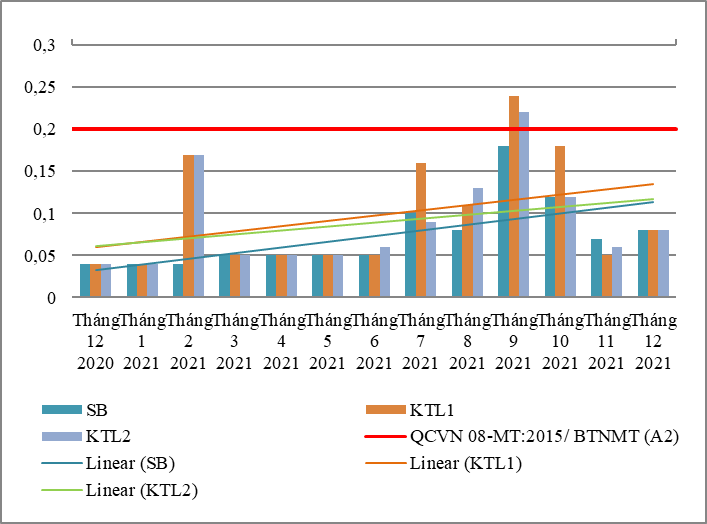 0,3
0,25
0,2
0,15
0,1
0,05
0
Tháng Tháng Tháng Tháng Tháng Tháng Tháng Tháng Tháng Tháng Tháng Tháng Tháng
12 1 2 3 4 5 6 7 8 9 10 11 12
2020 2021 2021 2021 2021 2021 2021 2021 2021 2021 2021 2021 2021
SB KTL1
KTL2 QCVN 08-MT:2015/ BTNMT (A2)
Linear (SB) Linear (KTL1)
Linear (KTL2)